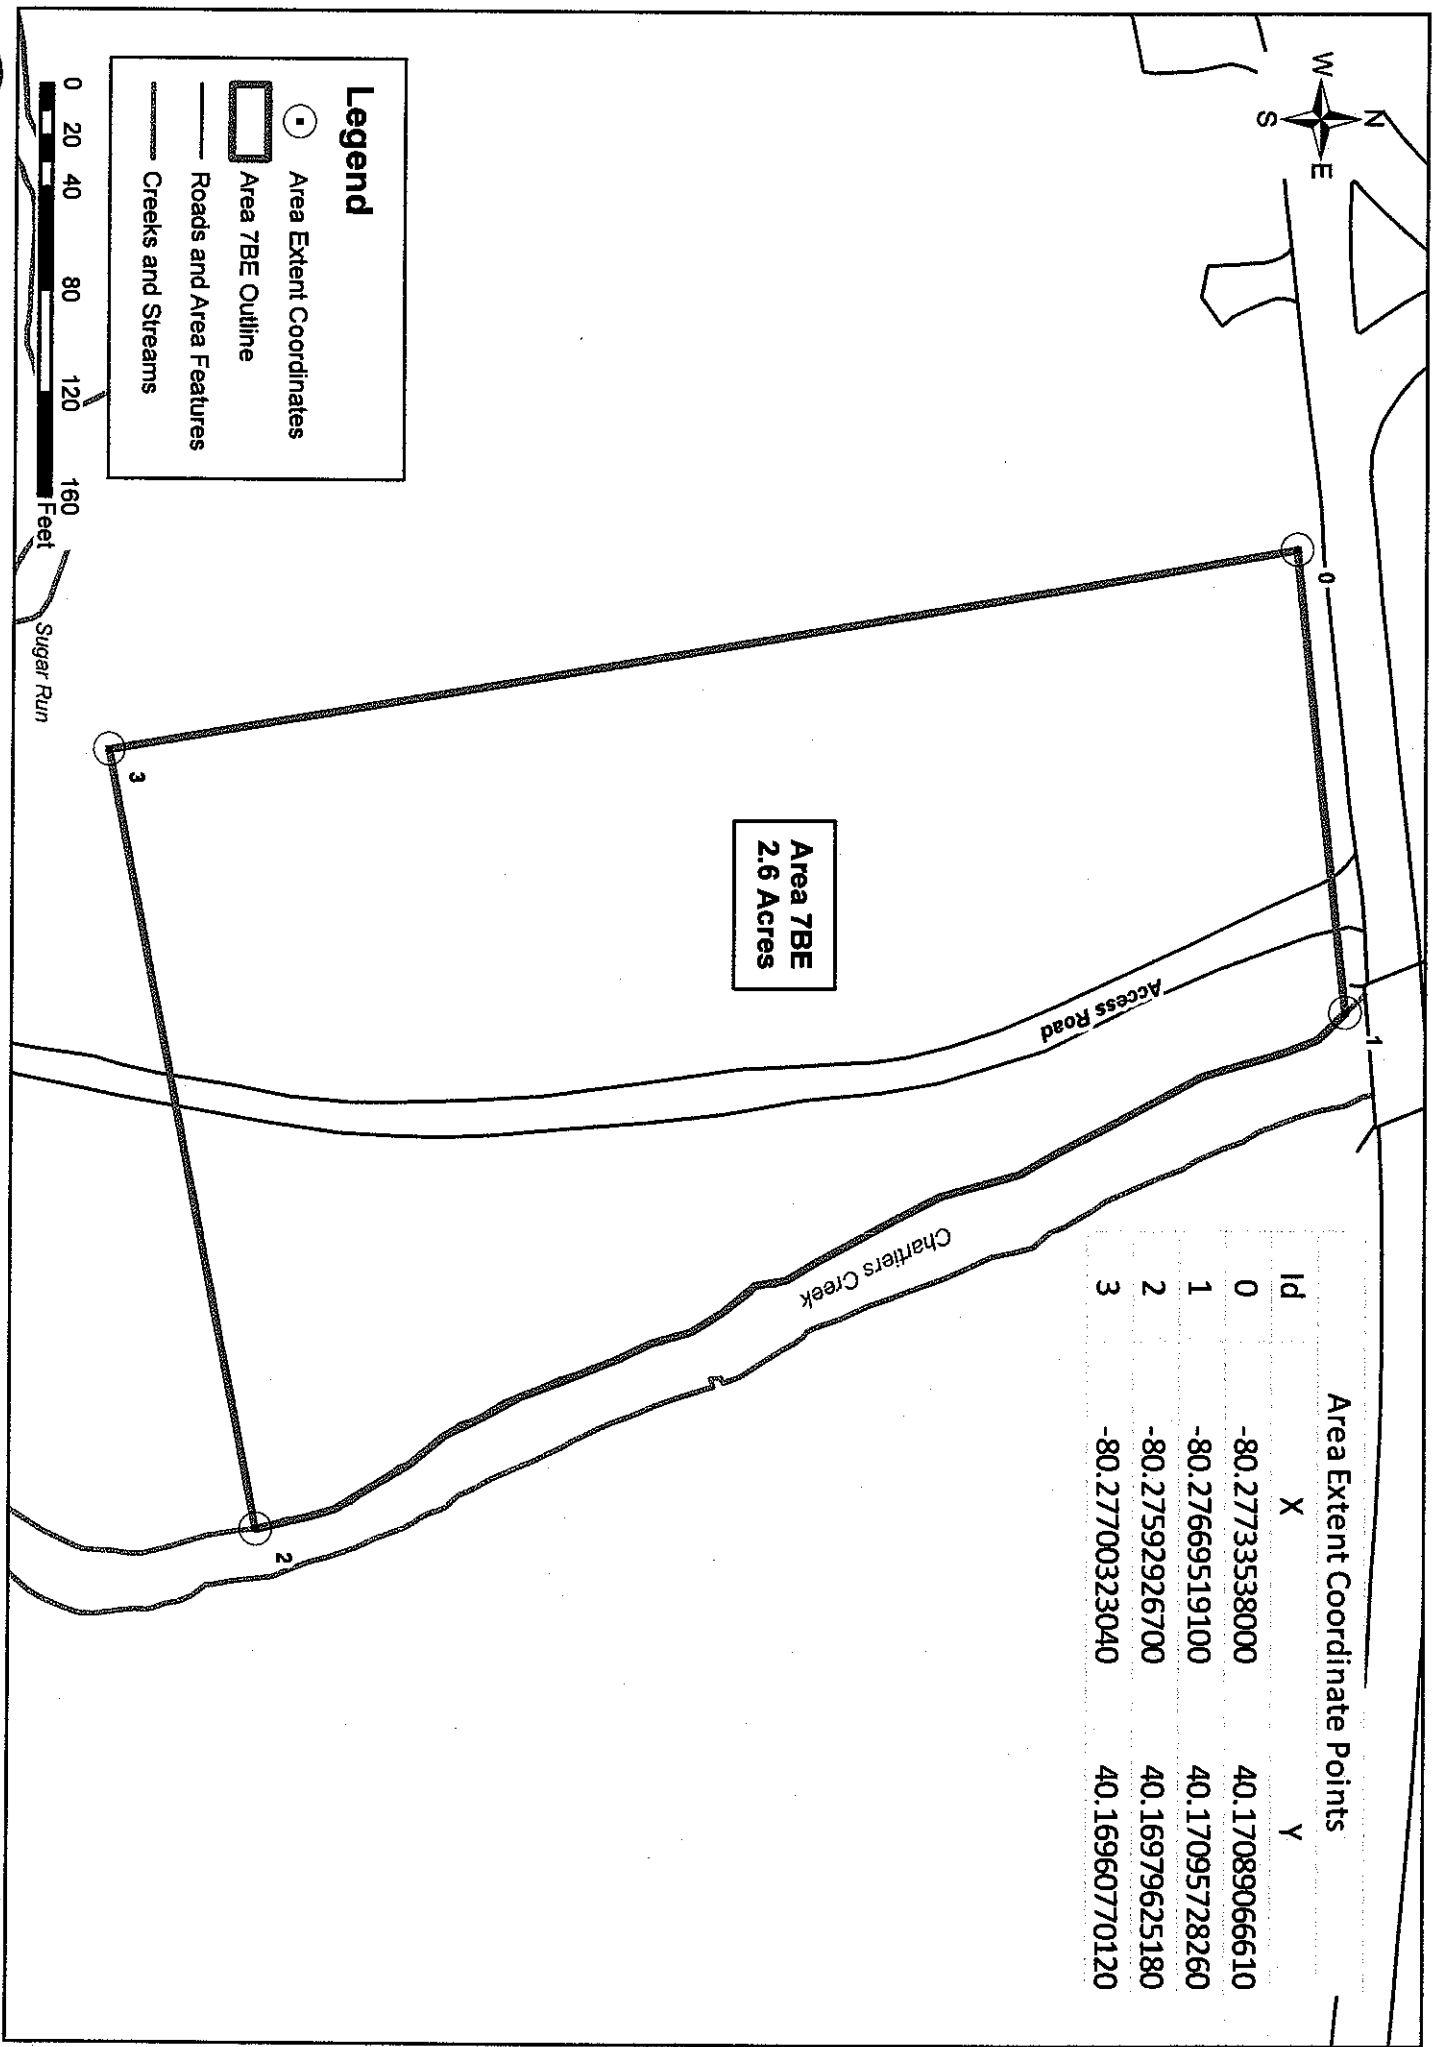 N
W
E
S
0
1
2
3
Access Road
Chartiers Creek
Area 7BE
2.6 Acres
Area Extent Coordinate Points
Id X Y
0 -80.27733538000 40.17089066610
1 -80.27669519100 40.17095728260
2 -80.27592926700 40.16979625180
3 -80.27700323040 40.16960770120
Legend
Area Extent Coordinates
Area 7BE Outline
Roads and Area Features
Creeks and Streams
0 20 40 80 120 160
Feet
Sugar Run